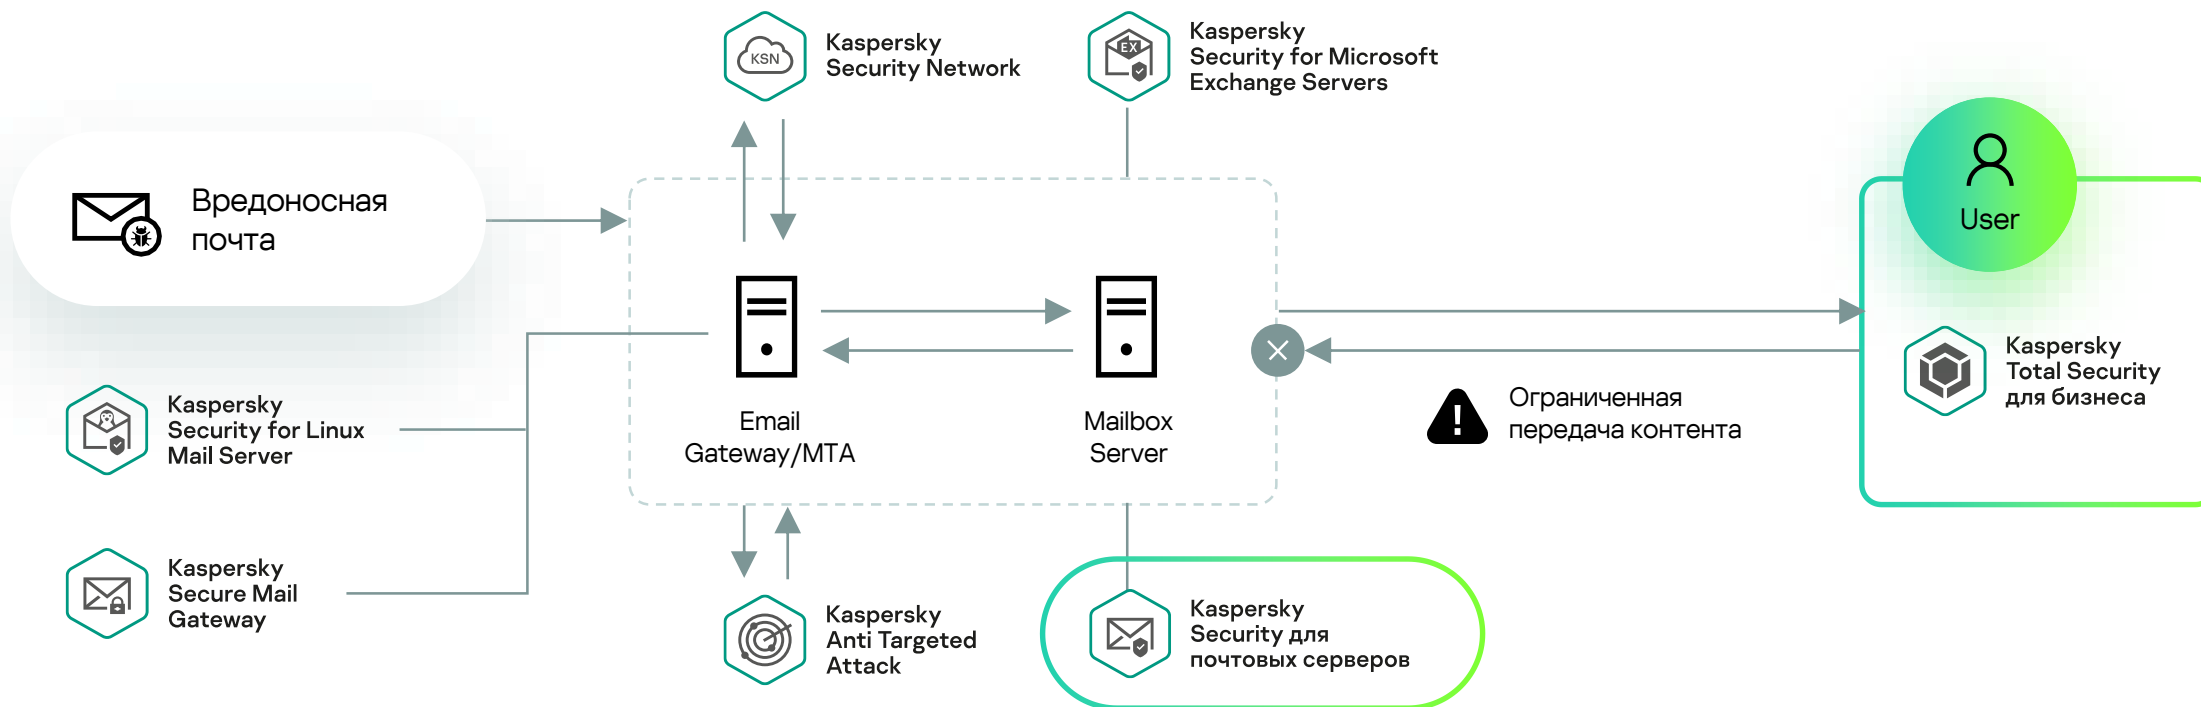 Kaspersky
Security Network
KSN
Kaspersky
Security for Microsoft
Exchange Servers
EX
Вредоносная
почта
User
Kaspersky
Security for Linux
Mail Server
Email
Gateway/MTA
Mailbox
Server
Ограниченная
передача контента
Kaspersky
Total Security
для бизнеса
Kaspersky
Secure Mail
Gateway
Kaspersky
Anti Targeted
Attack
Kaspersky
Security для
почтовых серверов